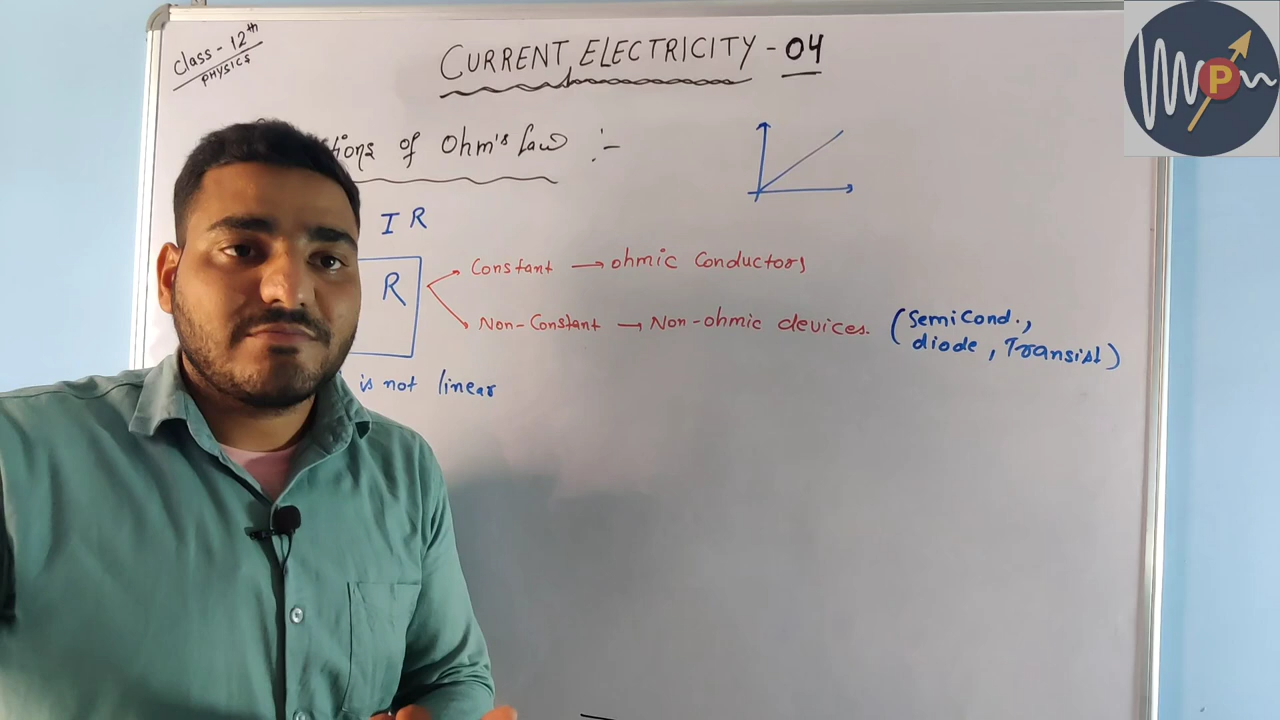 class - 12th
PHYSICS
CURRENT ELECTRICITY - 04
tions of Ohm's law :-
I R
R
Constant → ohmic Conductors
Non-Constant → Non-ohmic devices. (Semicond.,
diode, Transist)
is not linear
P